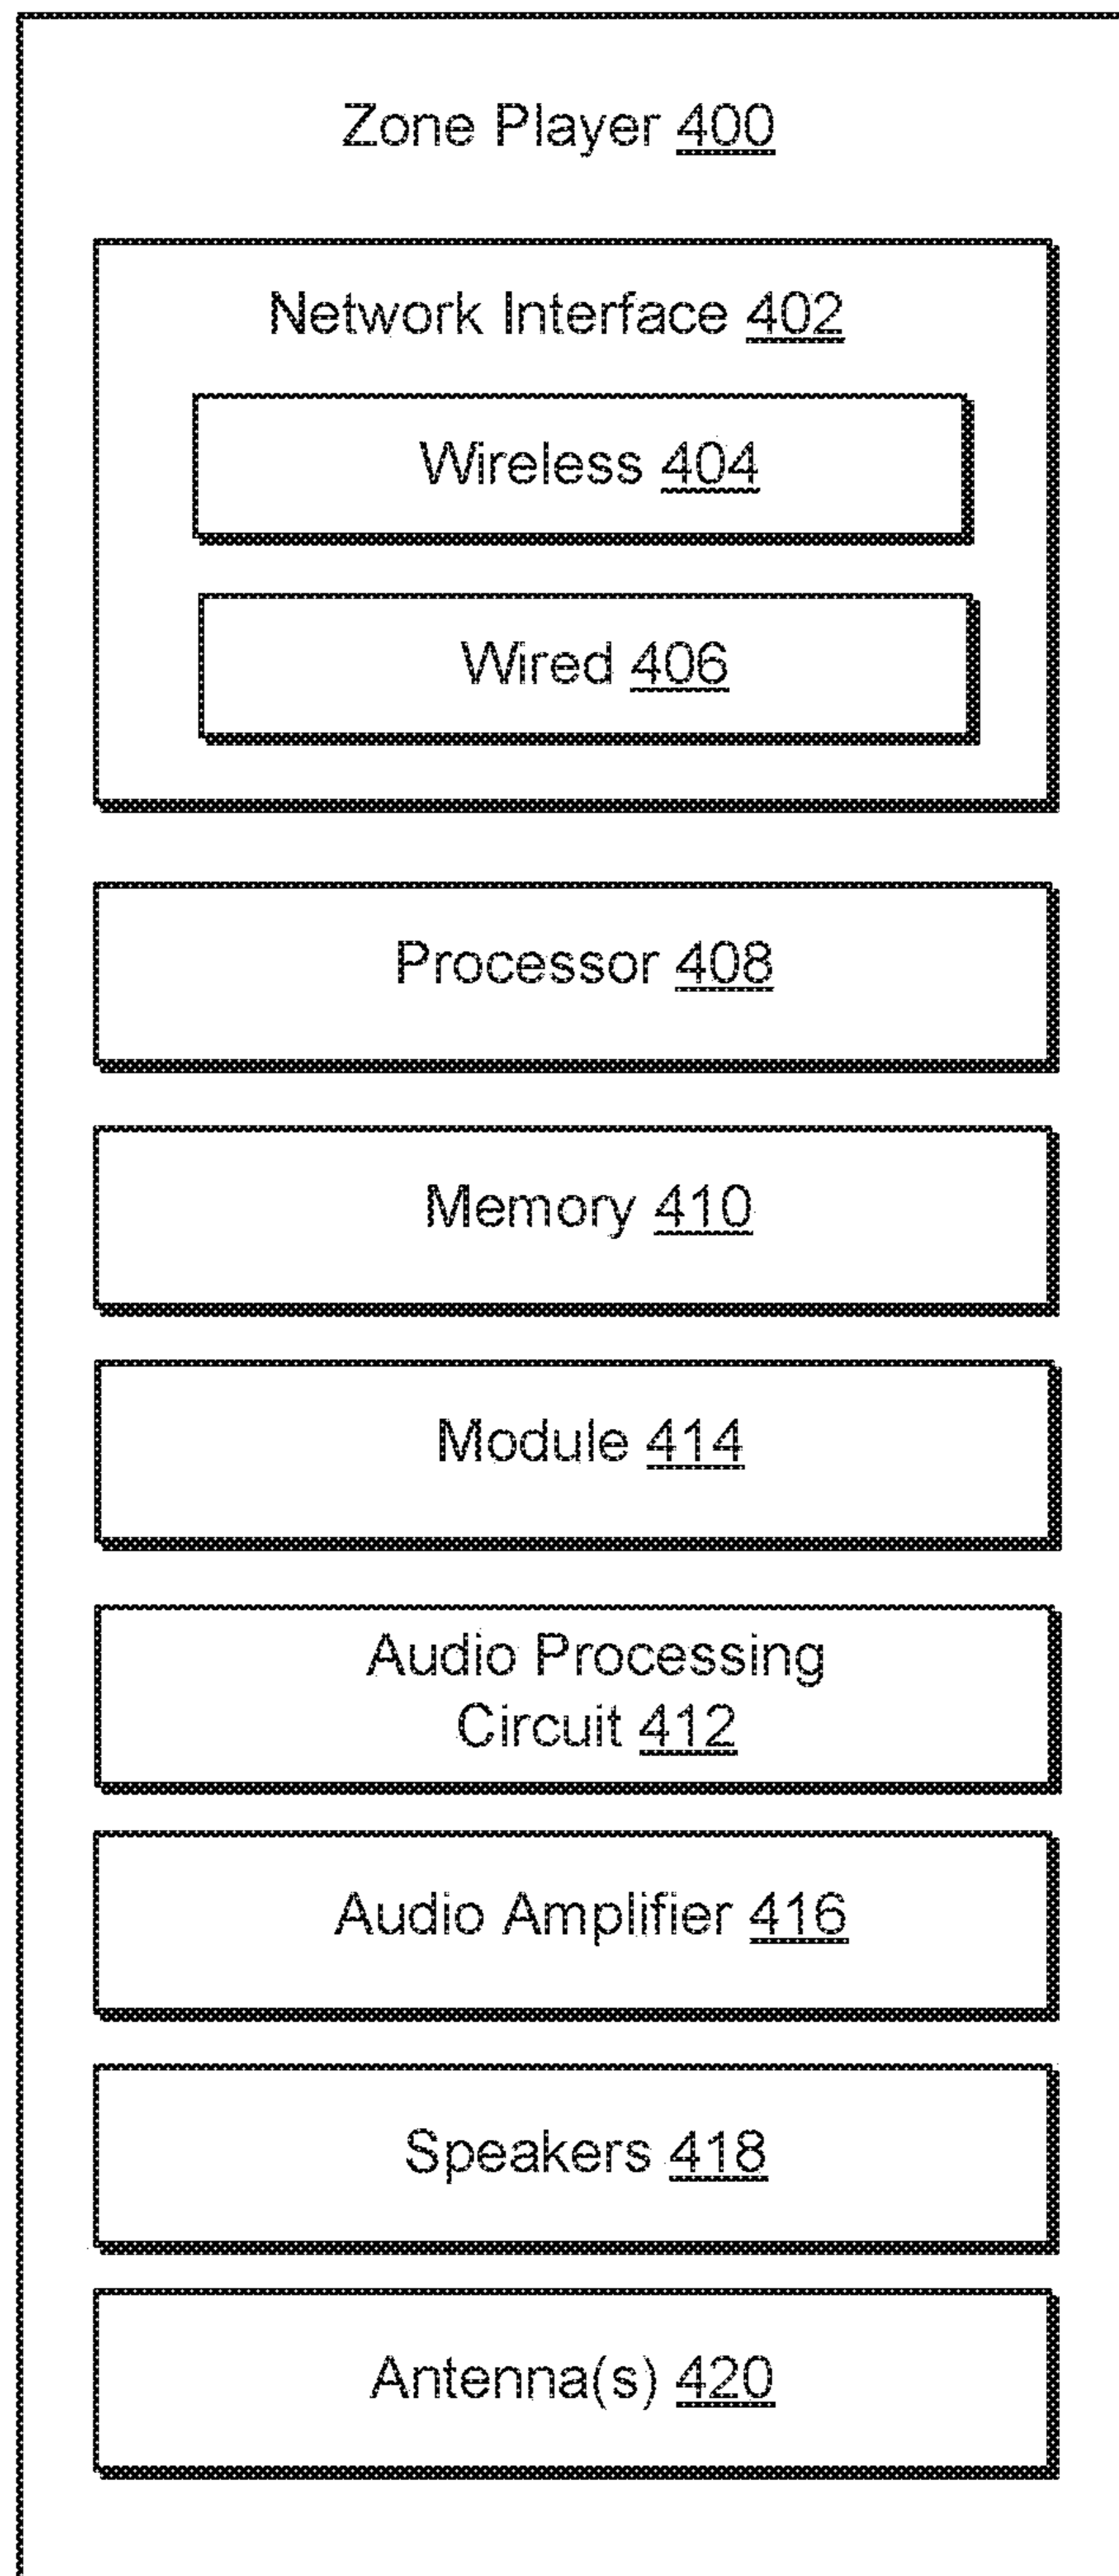 Zone Player 400
Network Interface 402
Wireless 404
Wired 406
Processor 408
Memory 410
Module 414
Audio Processing
Circuit 412
Audio Amplifier 416
Speakers 418
Antenna(s) 420